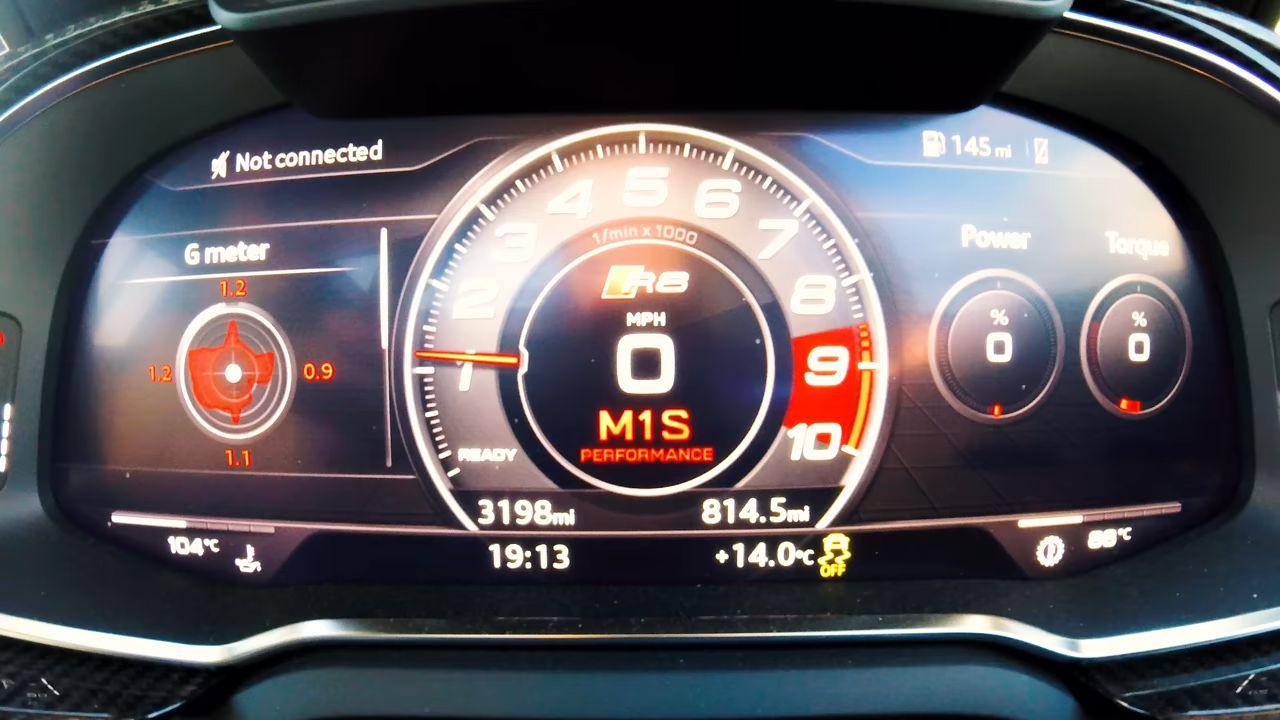 Not connected
145 mi
G meter
1.2
1.2
0.9
1.1
1
2
3
4
5
6
7
8
9
10
1/min x 1000
R8
MPH
0
M1S
PERFORMANCE
READY
Power
%
0
Torque
%
0
3198mi
814.5mi
104°C
19:13
+14.0°C
OFF